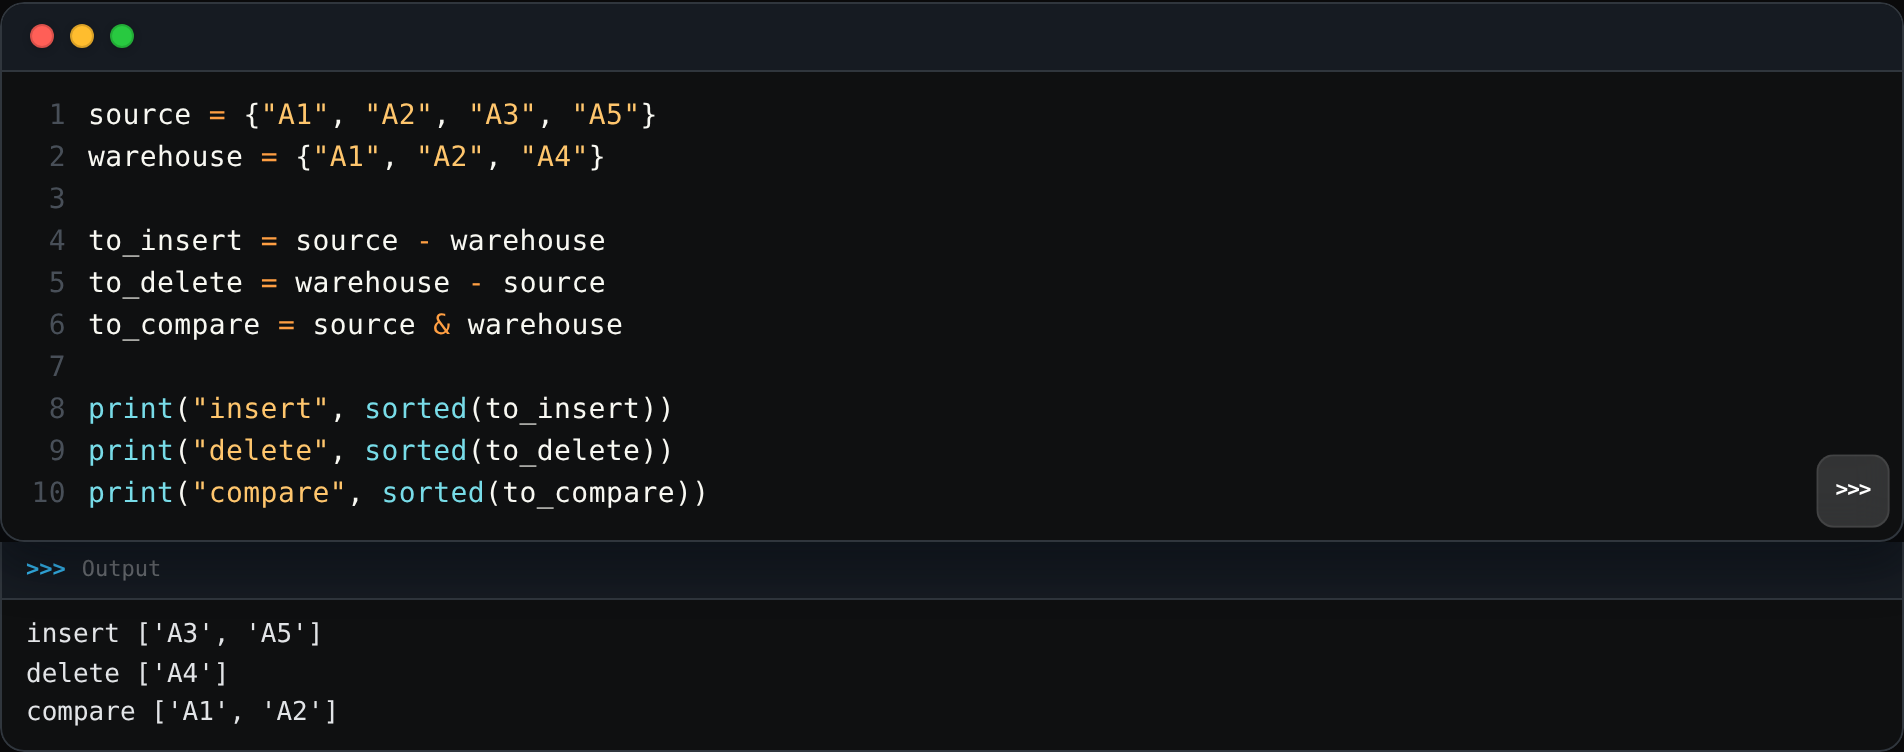 1 source = {"A1", "A2", "A3", "A5"}
2 warehouse = {"A1", "A2", "A4"}
3
4 to_insert = source - warehouse
5 to_delete = warehouse - source
6 to_compare = source & warehouse
7
8 print("insert", sorted(to_insert))
9 print("delete", sorted(to_delete))
10 print("compare", sorted(to_compare))
>>>
>>> Output
insert ['A3', 'A5']
delete ['A4']
compare ['A1', 'A2']